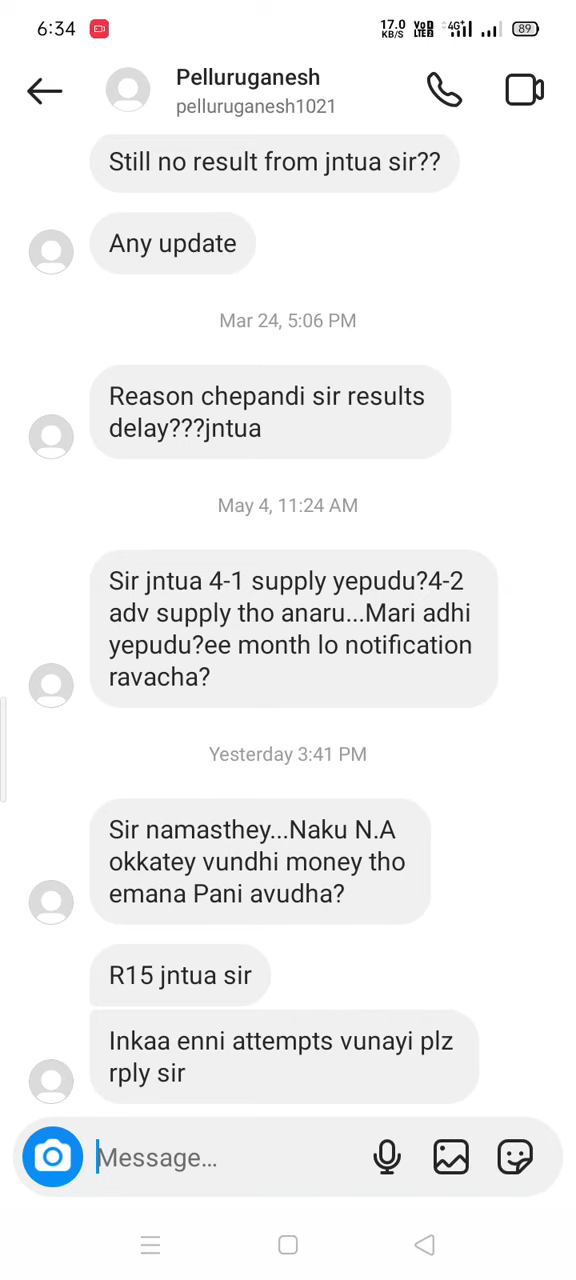 6:34
17.0 KB/S VoD LTE2 4G+ 89
Pelluruganesh
pelluruganesh1021
Still no result from jntua sir??
Any update
Mar 24, 5:06 PM
Reason chepandi sir results
delay???jntua
May 4, 11:24 AM
Sir jntua 4-1 supply yepudu?4-2
adv supply tho anaru...Mari adhi
yepudu?ee month lo notification
ravacha?
Yesterday 3:41 PM
Sir namasthey...Naku N.A
okkatey vundhi money tho
emana Pani avudha?
R15 jntua sir
Inkaa enni attempts vunayi plz
rply sir
Message...